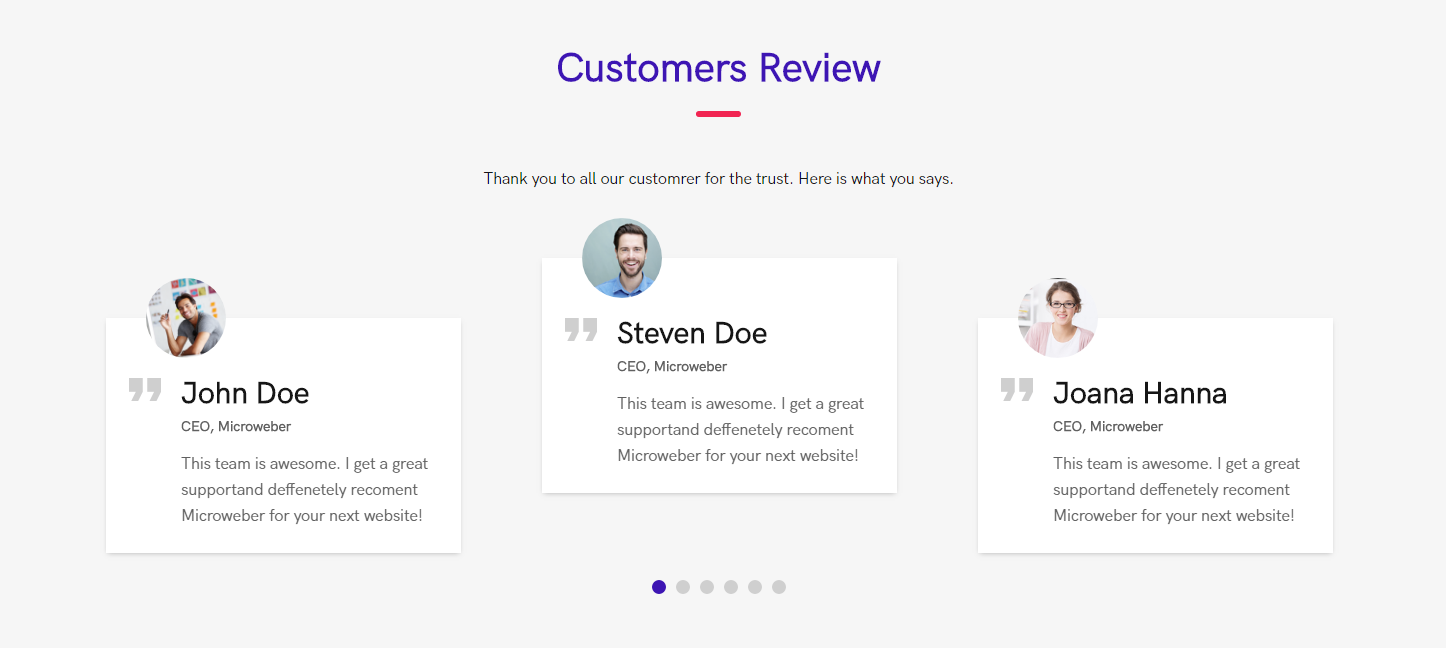 Customers Review
Thank you to all our customrer for the trust. Here is what you says.
John Doe
CEO, Microweber
This team is awesome. I get a great
supportand deffenetely recoment
Microweber for your next website!
Steven Doe
CEO, Microweber
This team is awesome. I get a great
supportand deffenetely recoment
Microweber for your next website!
Joana Hanna
CEO, Microweber
This team is awesome. I get a great
supportand deffenetely recoment
Microweber for your next website!